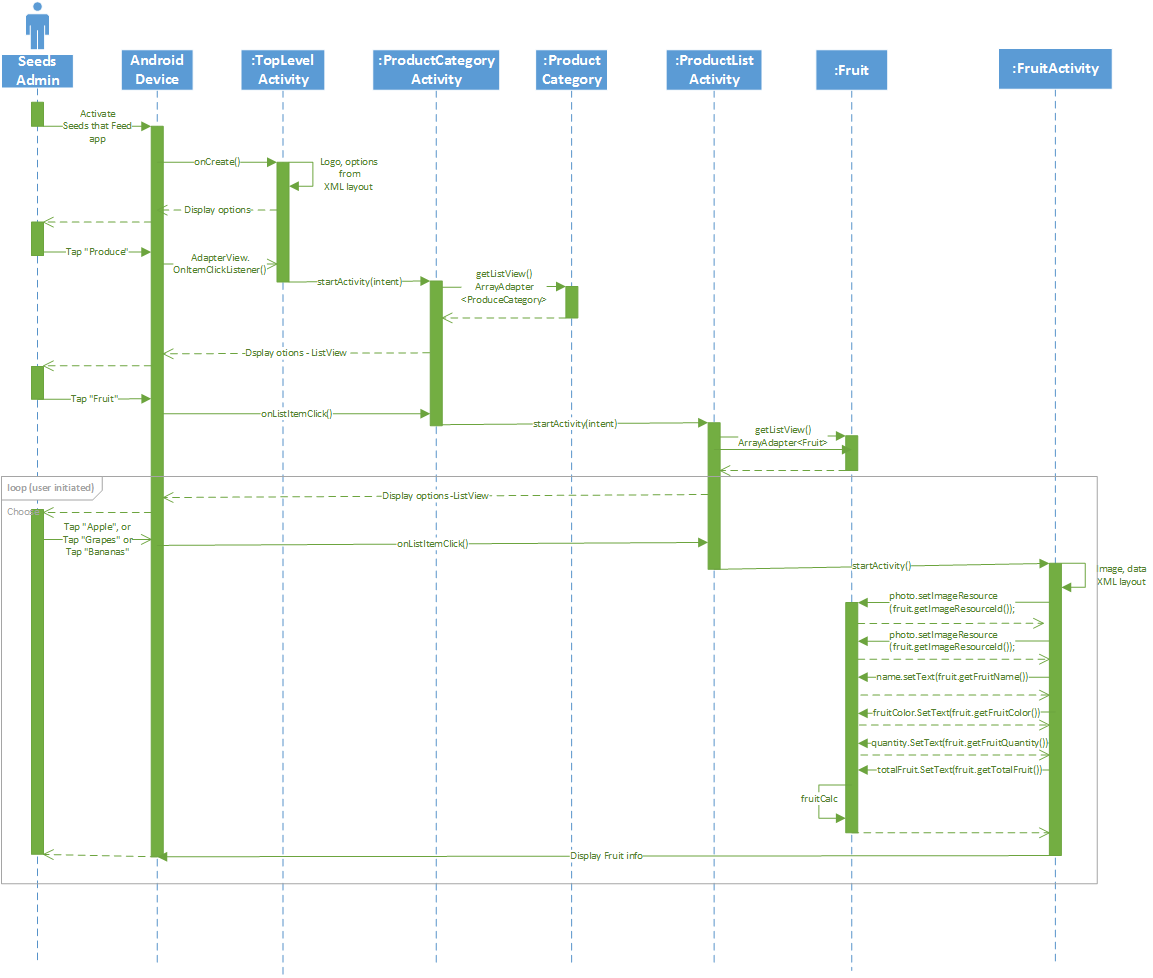 Seeds
Admin
Android
Device
:TopLevel
Activity
:ProductCategory
Activity
:Product
Category
:ProductList
Activity
:Fruit
:FruitActivity
Activate
Seeds that Feed
app
onCreate()
Logo, options
from
XML layout
Display options
Tap "Produce"
AdapterView.
OnItemClickListener()
startActivity(intent)
getListView()
ArrayAdapter
<ProduceCategory>
Dsplay otions - ListView
Tap "Fruit"
onListItemClick()
startActivity(intent)
getListView()
ArrayAdapter<Fruit>
loop (user initiated)
Display options -ListView
Tap "Apple", or
Tap "Grapes" or
Tap "Bananas"
onListItemClick()
startActivity()
Image, data
XML layout
photo.setImageResource
(fruit.getImageResourceId());
photo.setImageResource
(fruit.getImageResourceId());
name.setText(fruit.getFruitName())
fruitColor.SetText(fruit.getFruitColor())
quantity.SetText(fruit.getFruitQuantity())
totalFruit.SetText(fruit.getTotalFruit())
fruitCalc
Display Fruit info